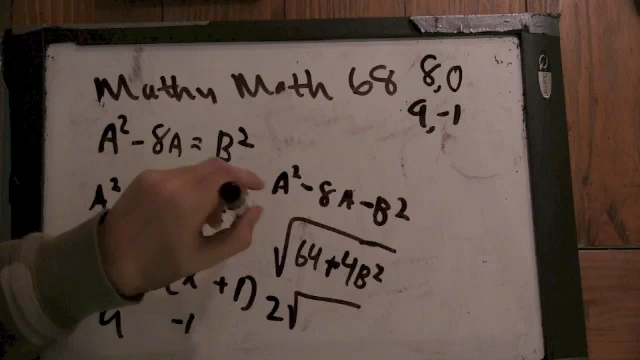 Mathy Math 68 8,0
9,-1
A²-8A=B²
A² A²-8A-B²
√64+4B²
+1) 2√
9 -1